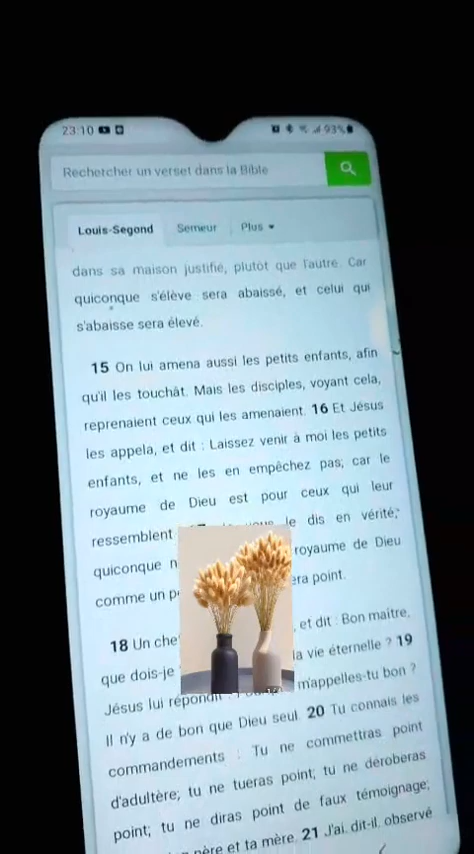 23:10
93%
Rechercher un verset dans la Bible
Louis-Segond Semeur Plus
dans sa maison justifié, plutôt que l'autre. Car
quiconque s'élève sera abaissé, et celui qui
s'abaisse sera élevé.
15 On lui amena aussi les petits enfants, afin
qu'il les touchât. Mais les disciples, voyant cela,
reprenaient ceux qui les amenaient. 16 Et Jésus
les appela, et dit : Laissez venir à moi les petits
enfants, et ne les en empêchez pas; car le
royaume de Dieu est pour ceux qui leur
ressemblent le dis en vérité,
quiconque n royaume de Dieu
comme un p era point.
18 Un che , et dit : Bon maître,
que dois-je la vie éternelle ? 19
Jésus lui répondit m'appelles-tu bon ?
Il n'y a de bon que Dieu seul. 20 Tu connais les
commandements : Tu ne commettras point
d'adultère; tu ne tueras point; tu ne déroberas
point; tu ne diras point de faux témoignage;
père et ta mère. 21 J'ai, dit-il, observé